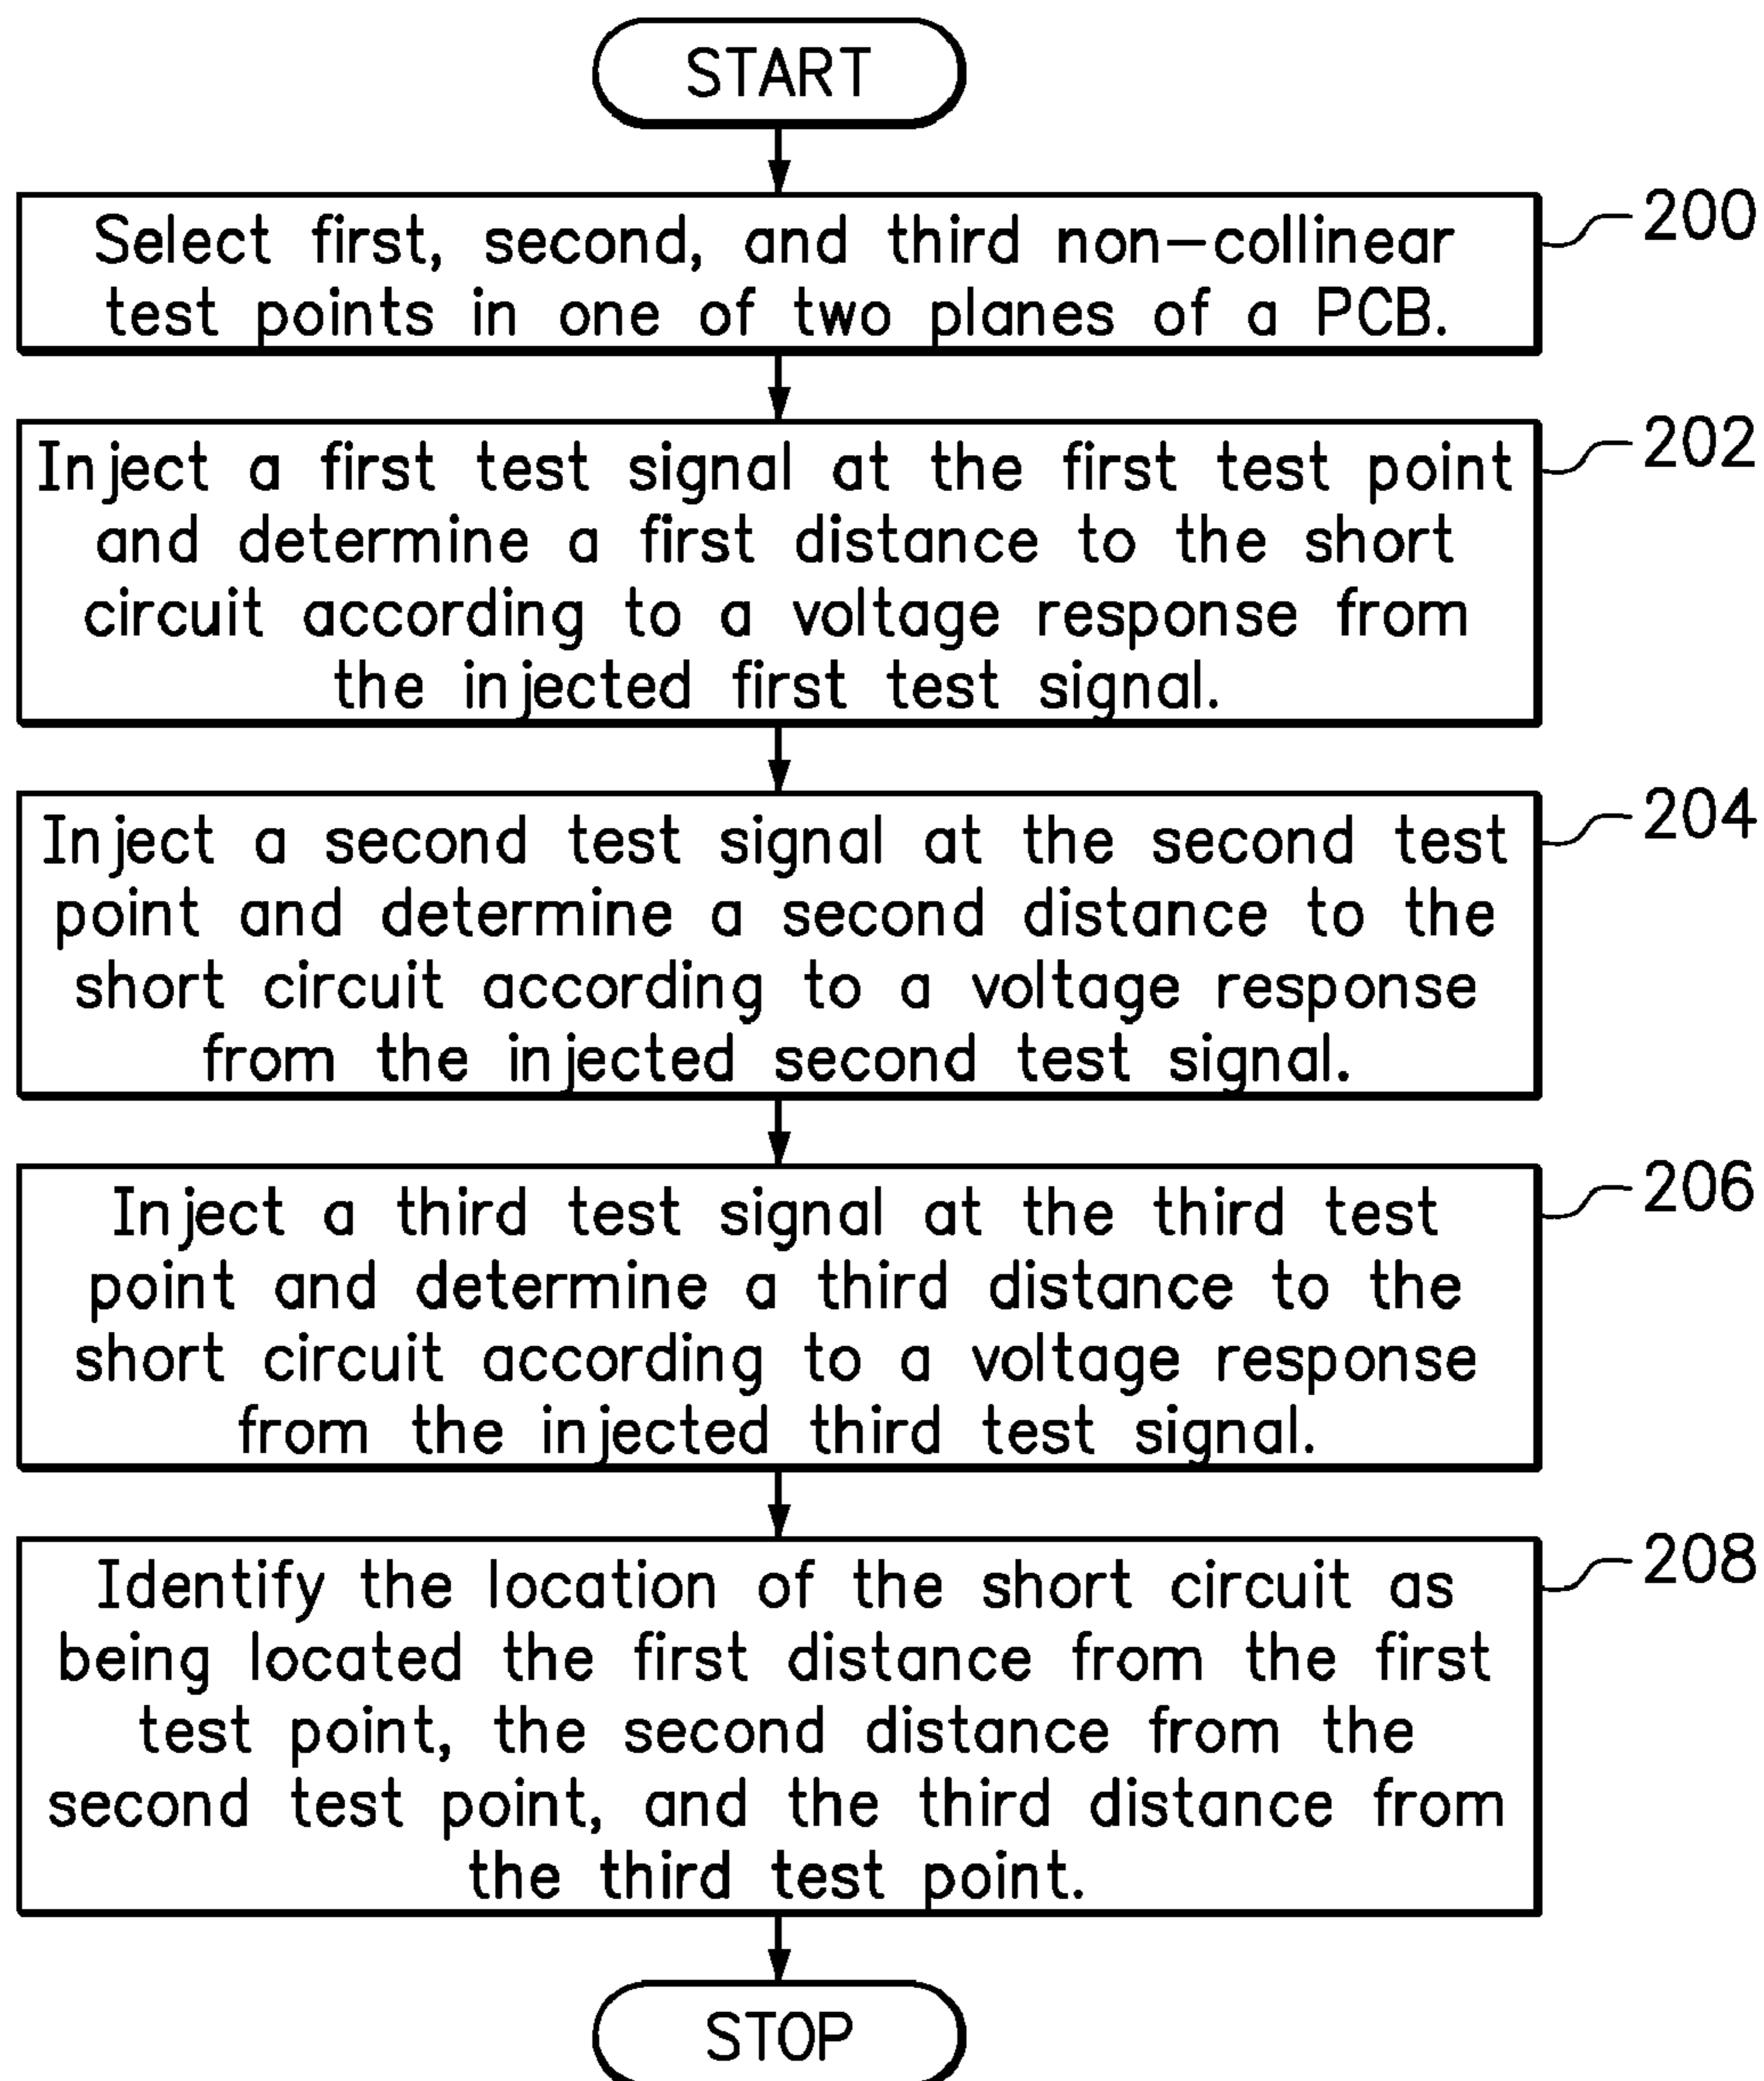 START
Select first, second, and third non-collinear
test points in one of two planes of a PCB.
200
Inject a first test signal at the first test point
and determine a first distance to the short
circuit according to a voltage response from
the injected first test signal.
202
Inject a second test signal at the second test
point and determine a second distance to the
short circuit according to a voltage response
from the injected second test signal.
204
Inject a third test signal at the third test
point and determine a third distance to the
short circuit according to a voltage response
from the injected third test signal.
206
Identify the location of the short circuit as
being located the first distance from the first
test point, the second distance from the
second test point, and the third distance from
the third test point.
208
STOP